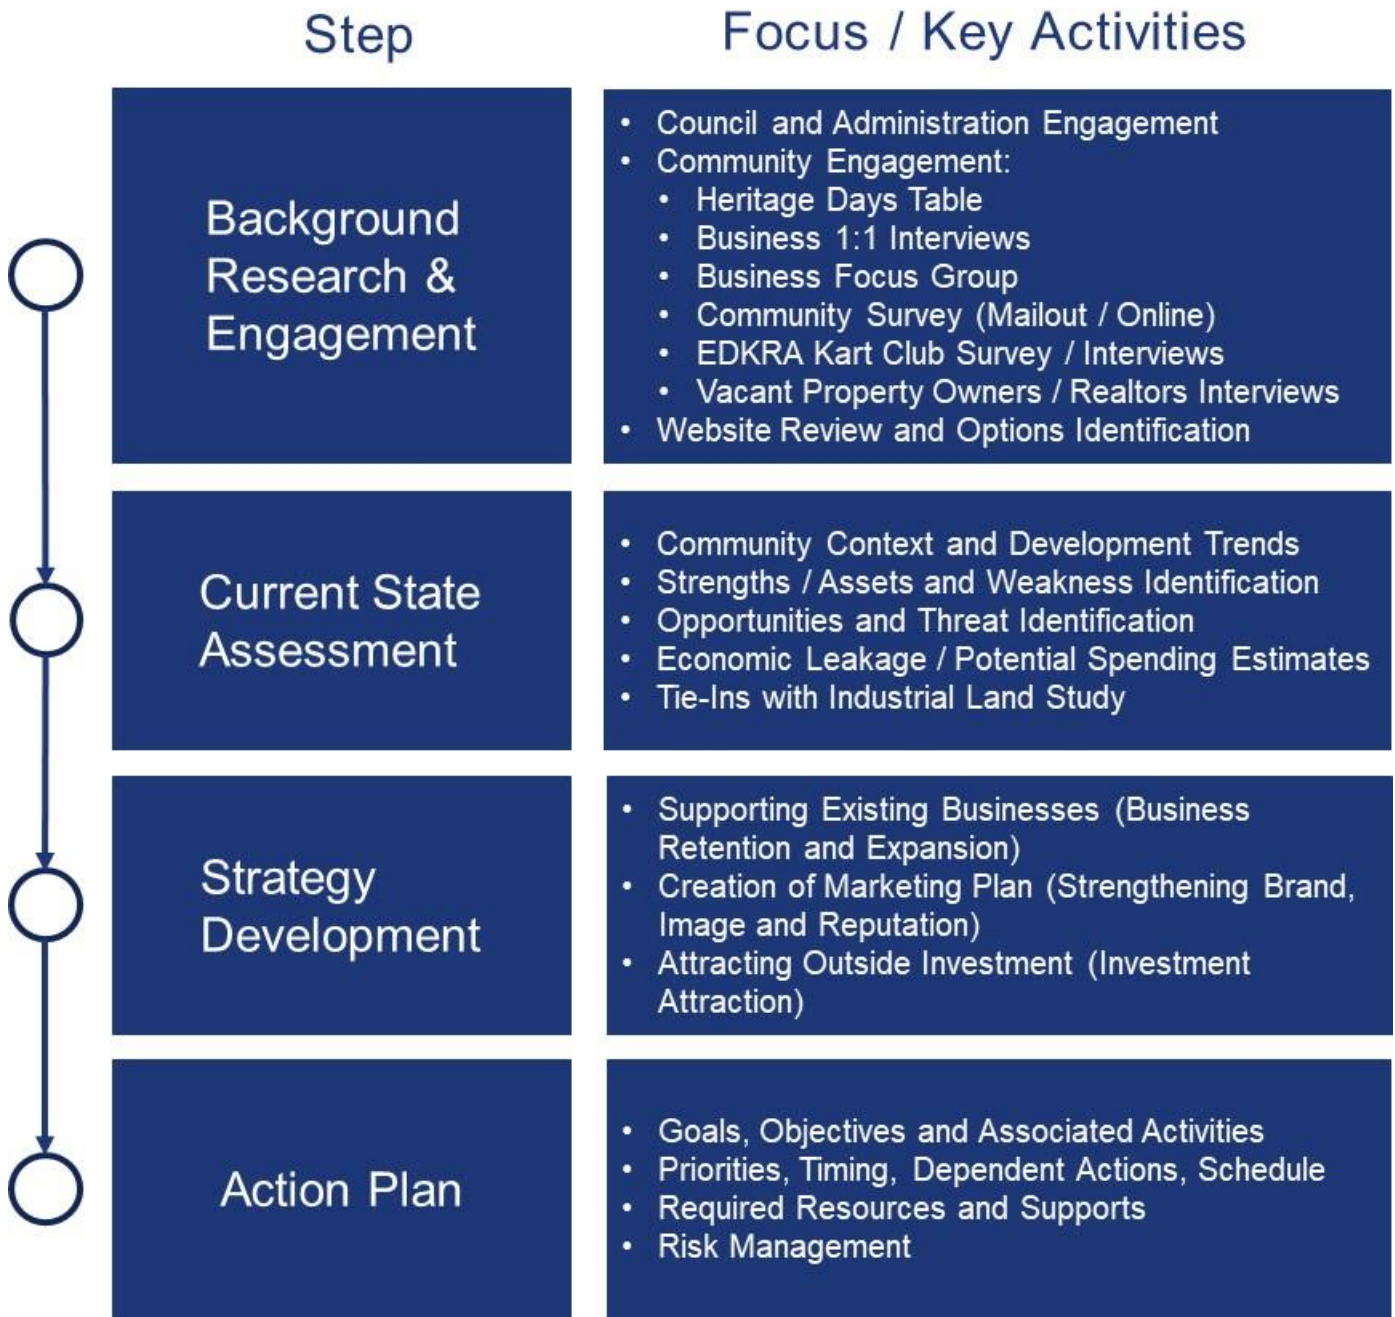 Step
Focus / Key Activities
Background
Research &
Engagement
• Council and Administration Engagement
• Community Engagement:
• Heritage Days Table
• Business 1:1 Interviews
• Business Focus Group
• Community Survey (Mailout / Online)
• EDKRA Kart Club Survey / Interviews
• Vacant Property Owners / Realtors Interviews
• Website Review and Options Identification
Current State
Assessment
• Community Context and Development Trends
• Strengths / Assets and Weakness Identification
• Opportunities and Threat Identification
• Economic Leakage / Potential Spending Estimates
• Tie-Ins with Industrial Land Study
Strategy
Development
• Supporting Existing Businesses (Business
Retention and Expansion)
• Creation of Marketing Plan (Strengthening Brand,
Image and Reputation)
• Attracting Outside Investment (Investment
Attraction)
Action Plan
• Goals, Objectives and Associated Activities
• Priorities, Timing, Dependent Actions, Schedule
• Required Resources and Supports
• Risk Management